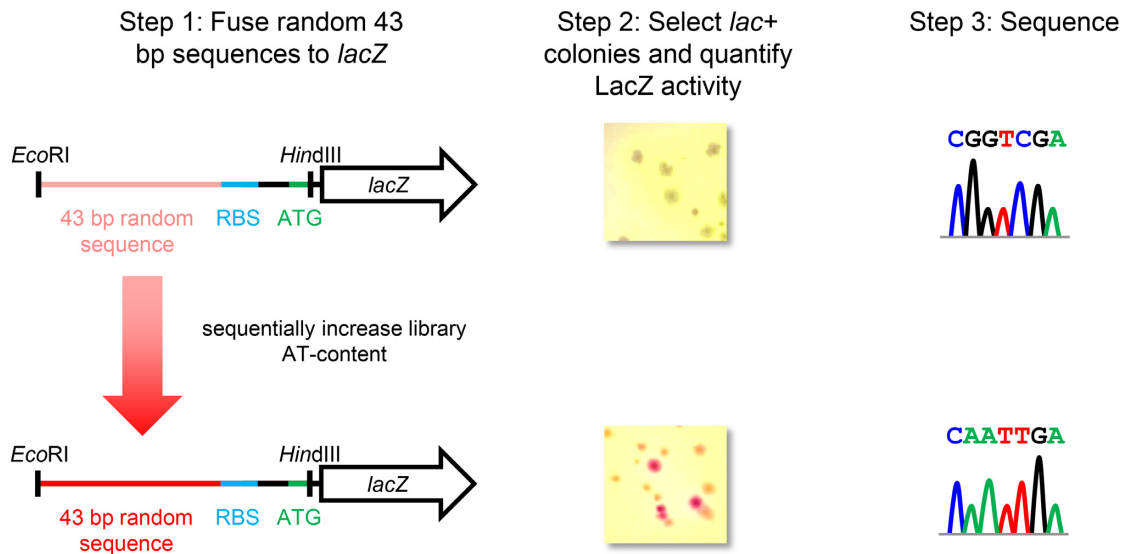 Step 1: Fuse random 43
bp sequences to lacZ
Step 2: Select lac+
colonies and quantify
LacZ activity
Step 3: Sequence
EcoRI
HindIII
lacZ
43 bp random
sequence
RBS
ATG
CGGTCGA
sequentially increase library
AT-content
EcoRI
HindIII
lacZ
43 bp random
sequence
RBS
ATG
CAATTGA